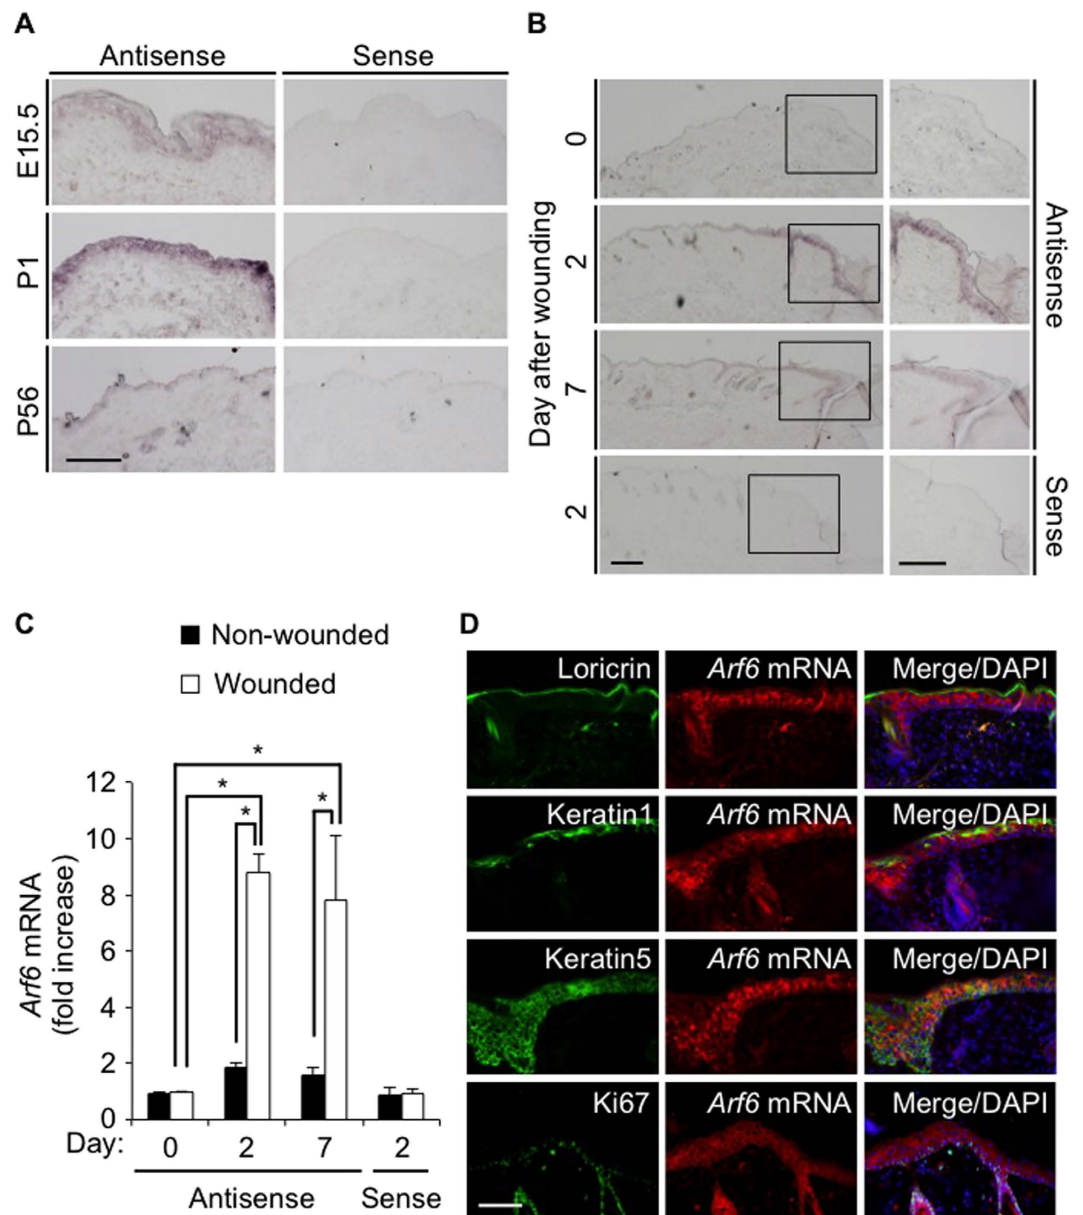 A
Antisense
Sense
E15.5
P1
P56
B
Day after wounding
0
2
7
2
Antisense
Sense
C
Non-wounded
Wounded
Arf6 mRNA
(fold increase)
12
10
8
6
4
2
0
*
*
*
*
Day:
0
2
7
2
Antisense
Sense
D
Loricrin
Arf6 mRNA
Merge/DAPI
Keratin1
Arf6 mRNA
Merge/DAPI
Keratin5
Arf6 mRNA
Merge/DAPI
Ki67
Arf6 mRNA
Merge/DAPI